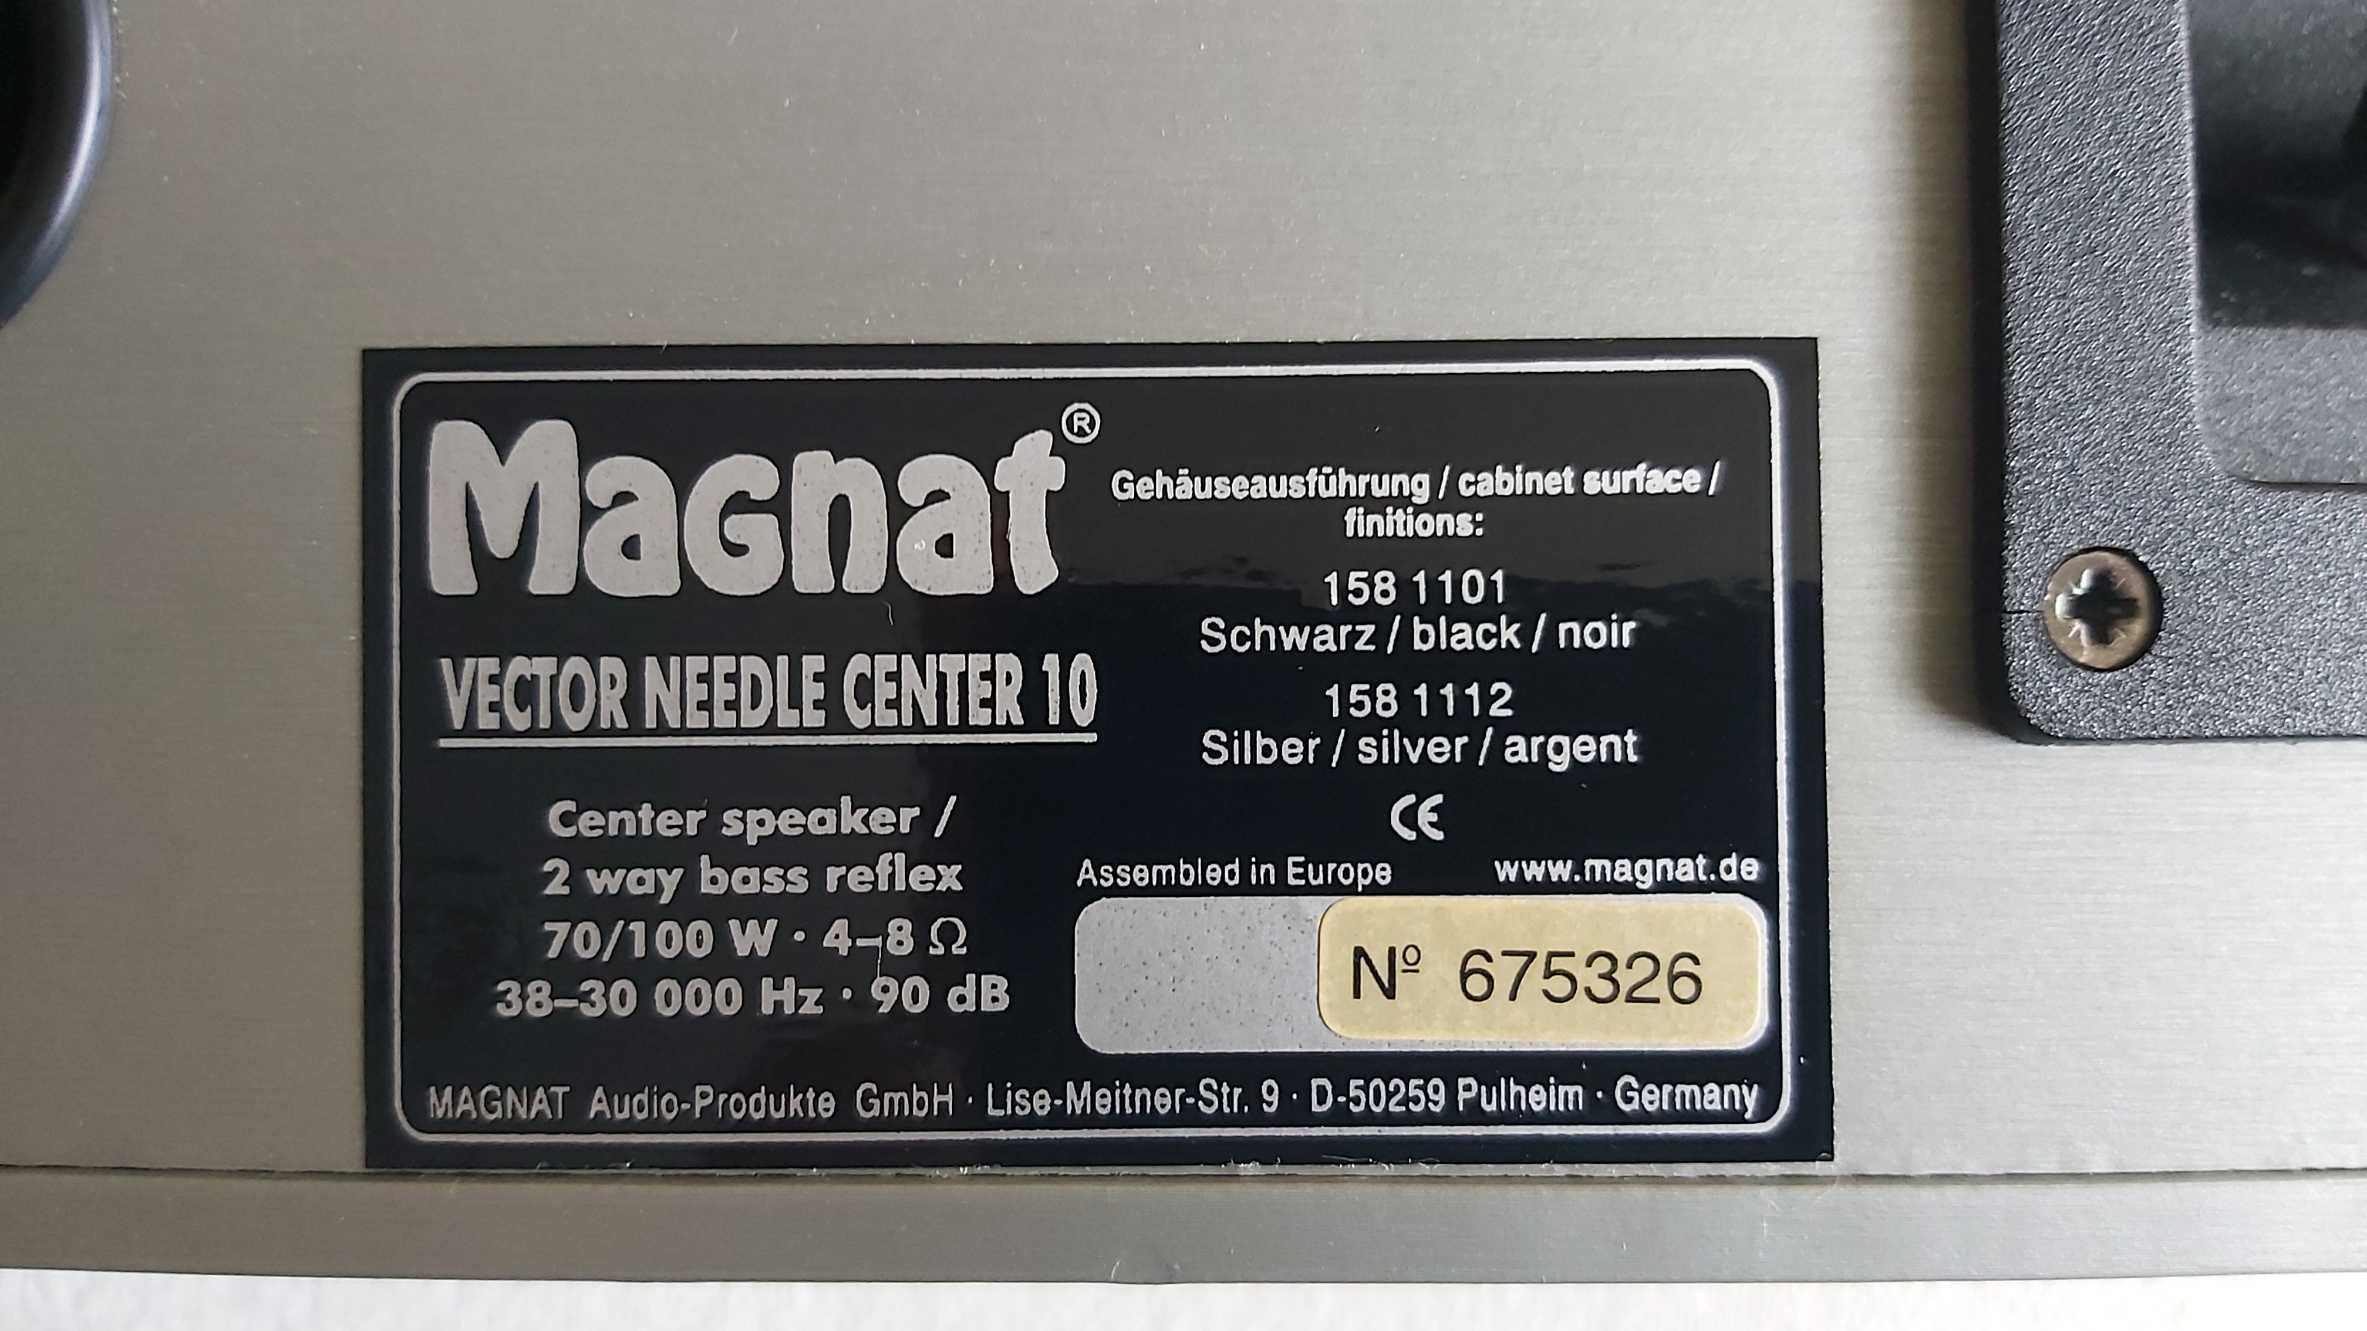 Magnat®
VECTOR NEEDLE CENTER 10
Center speaker /
2 way bass reflex
70/100 W · 4–8 Ω
38–30 000 Hz · 90 dB
Gehäuseausführung / cabinet surface /
finitions:
158 1101
Schwarz / black / noir
158 1112
Silber / silver / argent
CE
Assembled in Europe www.magnat.de
Nº 675326
MAGNAT Audio-Produkte GmbH · Lise-Meitner-Str. 9 · D-50259 Pulheim · Germany